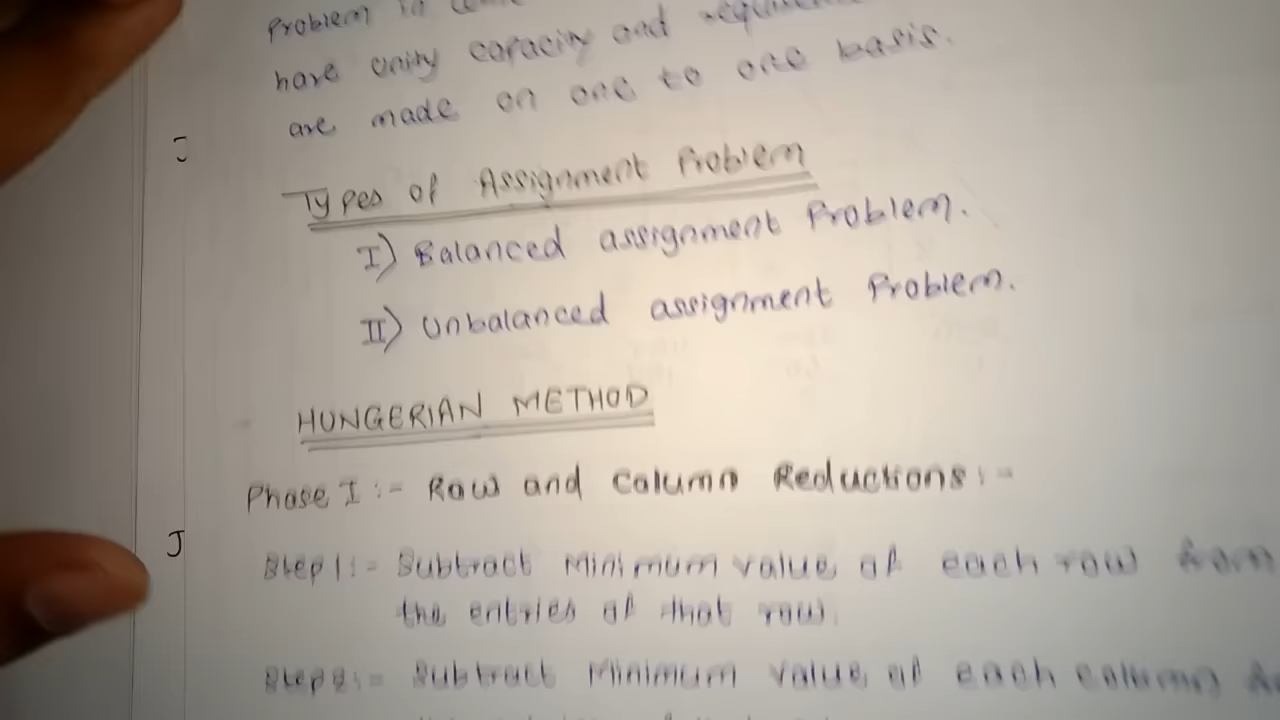 Problem in
have unity capacity and
are made on one to one basis.
Types of Assignment Problem
I) Balanced assignment Problem.
II) Unbalanced assignment Problem.
HUNGERIAN METHOD
Phase I :- Row and Column Reductions :-
Step 1 :- Subtract Minimum value of each row from
the entries of that row.
Step 2 :- Subtract Minimum value of each column